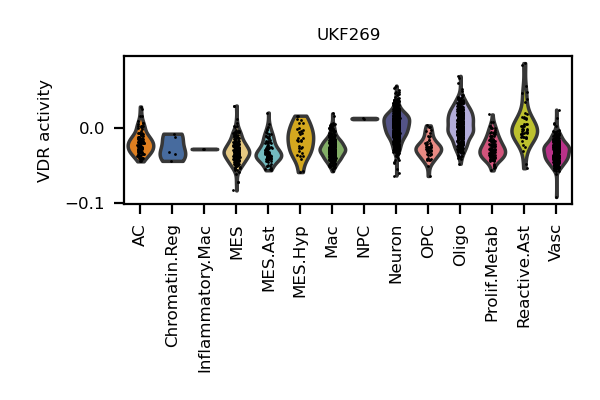 UKF269
VDR activity
0.0
−0.1
AC
Chromatin.Reg
Inflammatory.Mac
MES
MES.Ast
MES.Hyp
Mac
NPC
Neuron
OPC
Oligo
Prolif.Metab
Reactive.Ast
Vasc